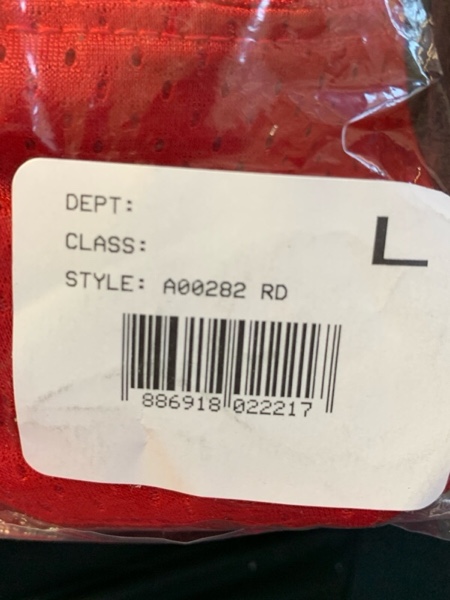 DEPT:
CLASS:
L
STYLE: A00282 RD
886918 022217